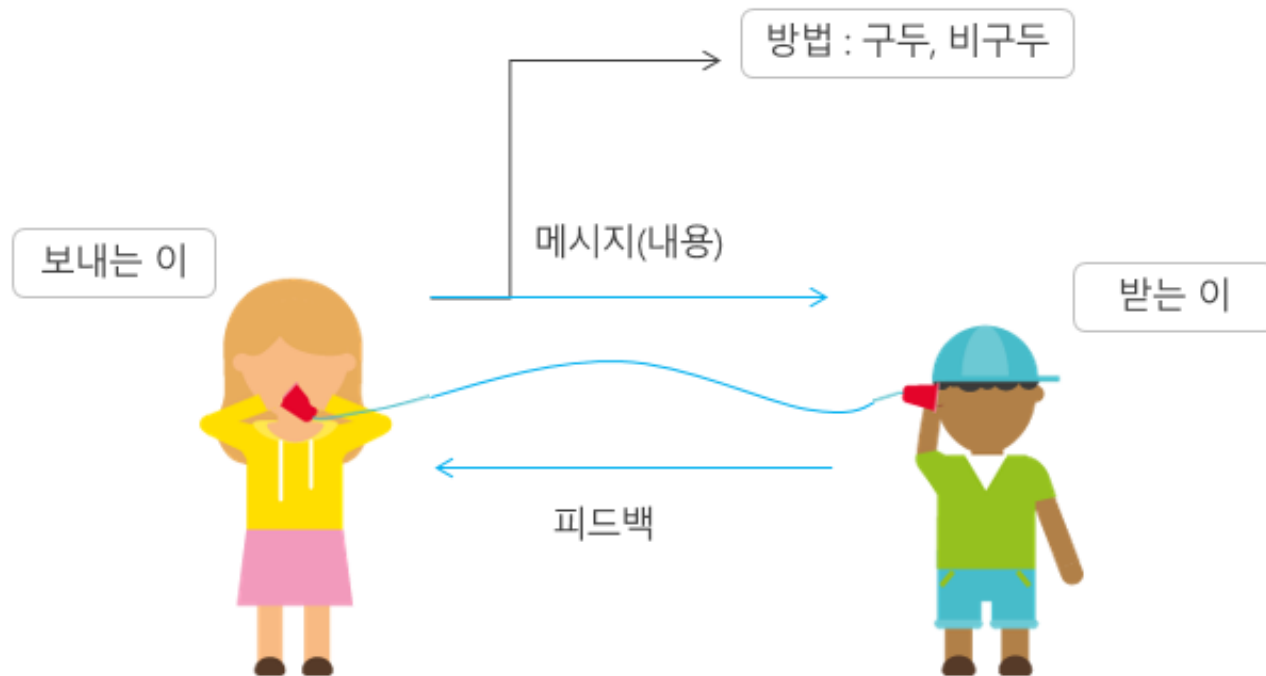 방법 : 구두, 비구두
메시지(내용)
보내는 이
받는 이
피드백